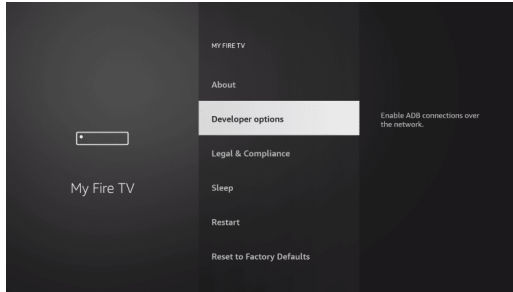 MY FIRE TV
About
Developer options
Enable ADB connections over
the network.
Legal & Compliance
My Fire TV
Sleep
Restart
Reset to Factory Defaults